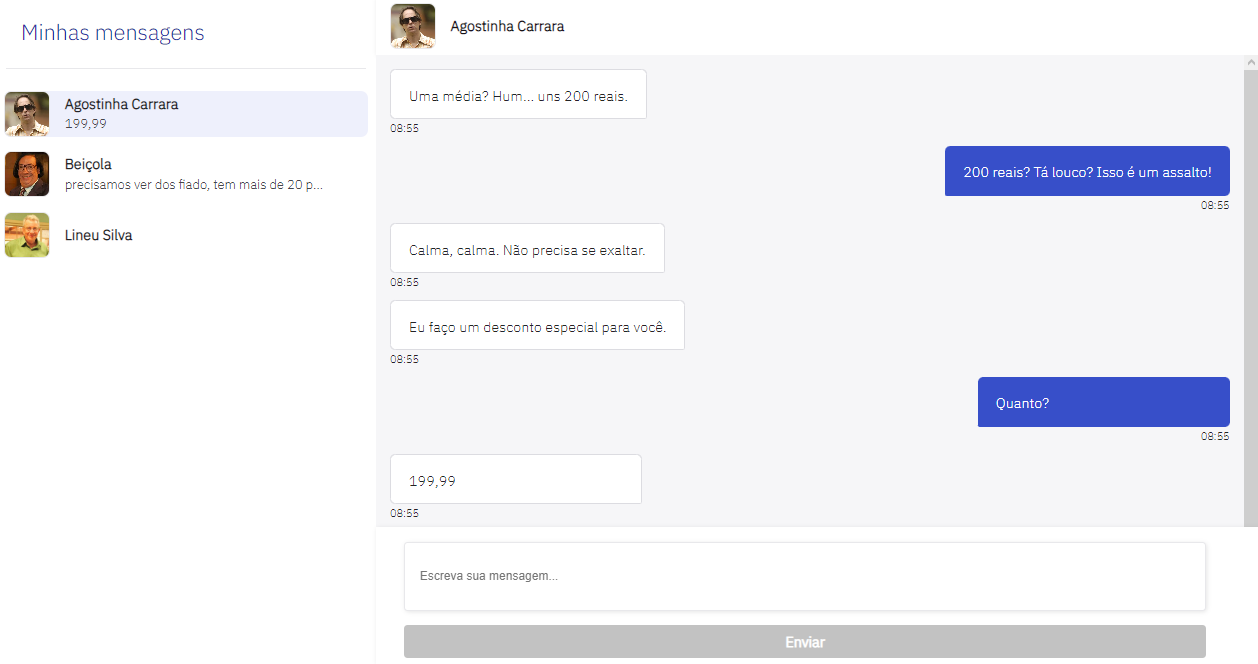 Minhas mensagens
Agostinha Carrara
199,99
Beiçola
precisamos ver dos fiado, tem mais de 20 p...
Lineu Silva
Agostinha Carrara
Uma média? Hum... uns 200 reais.
08:55
200 reais? Tá louco? Isso é um assalto!
08:55
Calma, calma. Não precisa se exaltar.
08:55
Eu faço um desconto especial para você.
08:55
Quanto?
08:55
199,99
08:55
Escreva sua mensagem...
Enviar